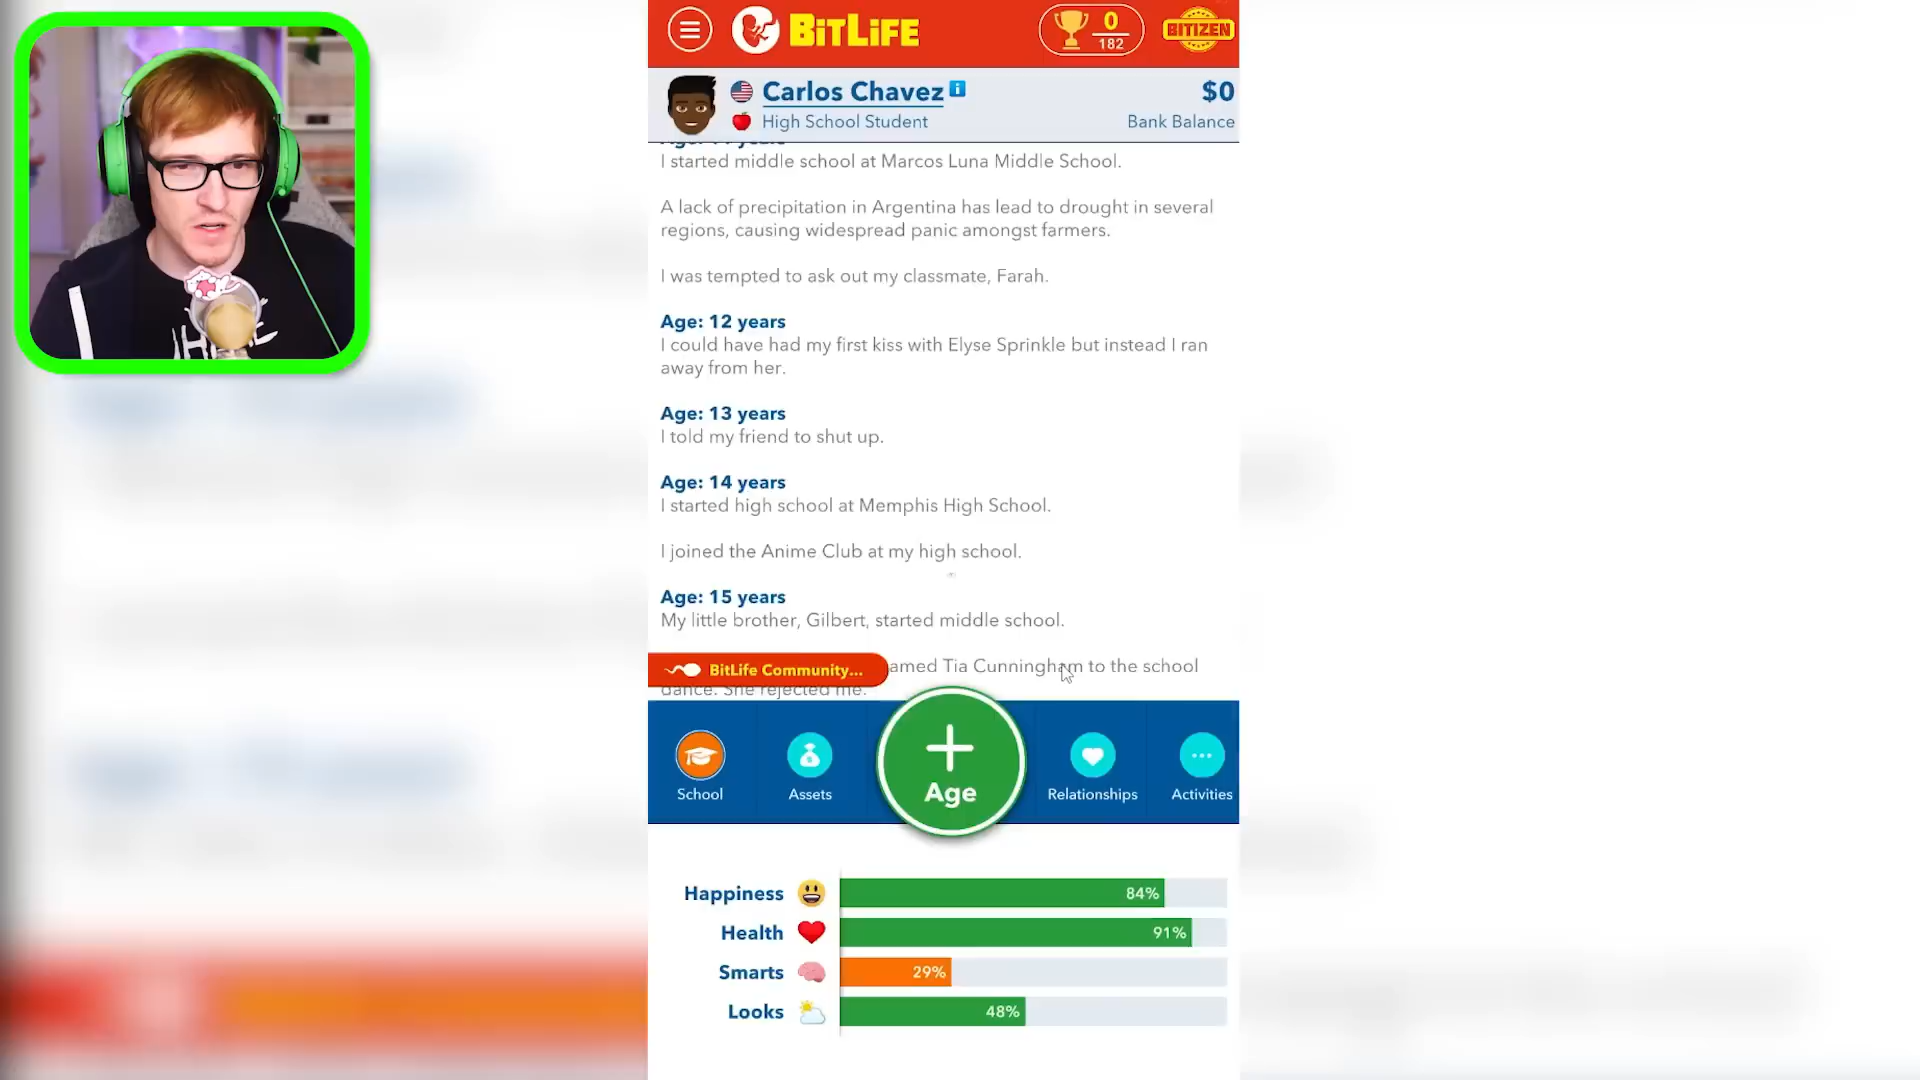 BITLIFE
0
182
BITIZEN
Carlos Chavez i
$0
High School Student
Bank Balance
I started middle school at Marcos Luna Middle School.
A lack of precipitation in Argentina has lead to drought in several
regions, causing widespread panic amongst farmers.
I was tempted to ask out my classmate, Farah.
Age: 12 years
I could have had my first kiss with Elyse Sprinkle but instead I ran
away from her.
Age: 13 years
I told my friend to shut up.
Age: 14 years
I started high school at Memphis High School.
I joined the Anime Club at my high school.
Age: 15 years
My little brother, Gilbert, started middle school.
BitLife Community...
amed Tia Cunningham to the school
dance. She rejected me.
School
Assets
+
Age
Relationships
Activities
Happiness
84%
Health
91%
Smarts
29%
Looks
48%